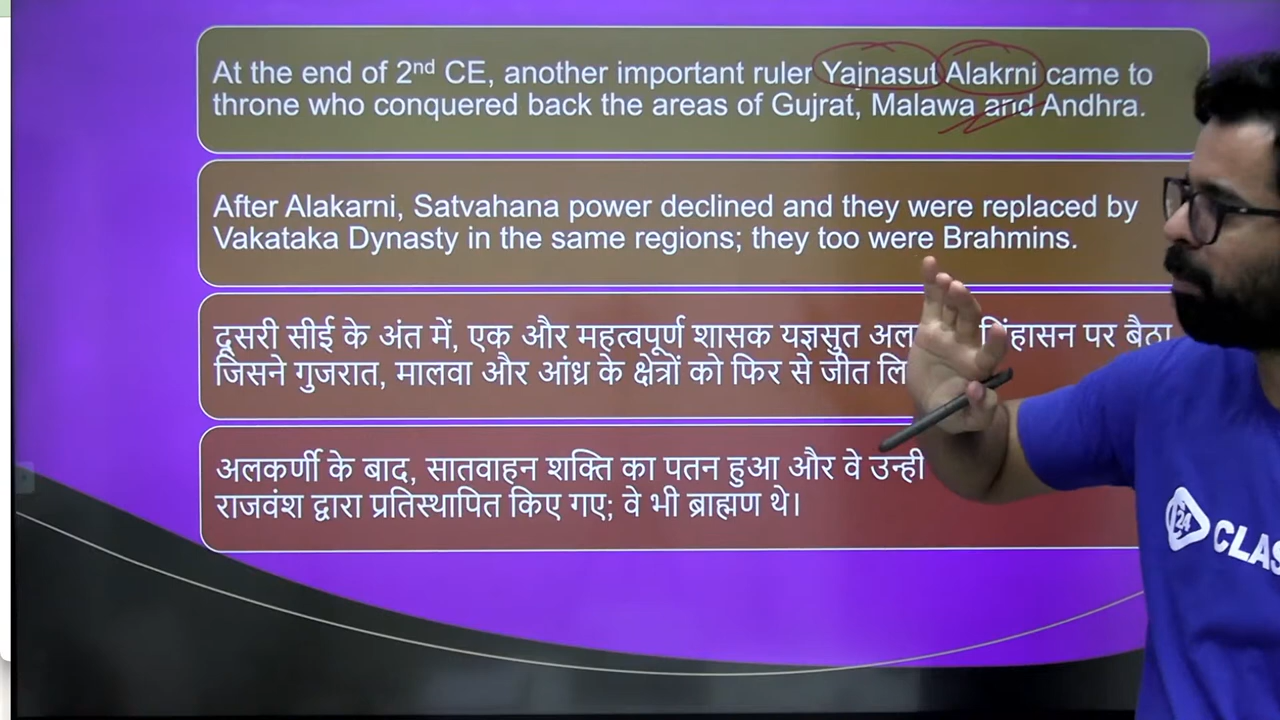 At the end of 2nd CE, another important ruler Yajnasut Alakrni came to
throne who conquered back the areas of Gujrat, Malawa and Andhra.
After Alakarni, Satvahana power declined and they were replaced by
Vakataka Dynasty in the same regions; they too were Brahmins.
दूसरी सीई के अंत में, एक और महत्वपूर्ण शासक यज्ञसुत अल सिंहासन पर बैठा
जिसने गुजरात, मालवा और आंध्र के क्षेत्रों को फिर से जीत लि
अलकर्णी के बाद, सातवाहन शक्ति का पतन हुआ और वे उन्ही
राजवंश द्वारा प्रतिस्थापित किए गए; वे भी ब्राह्मण थे।
24
CLAS